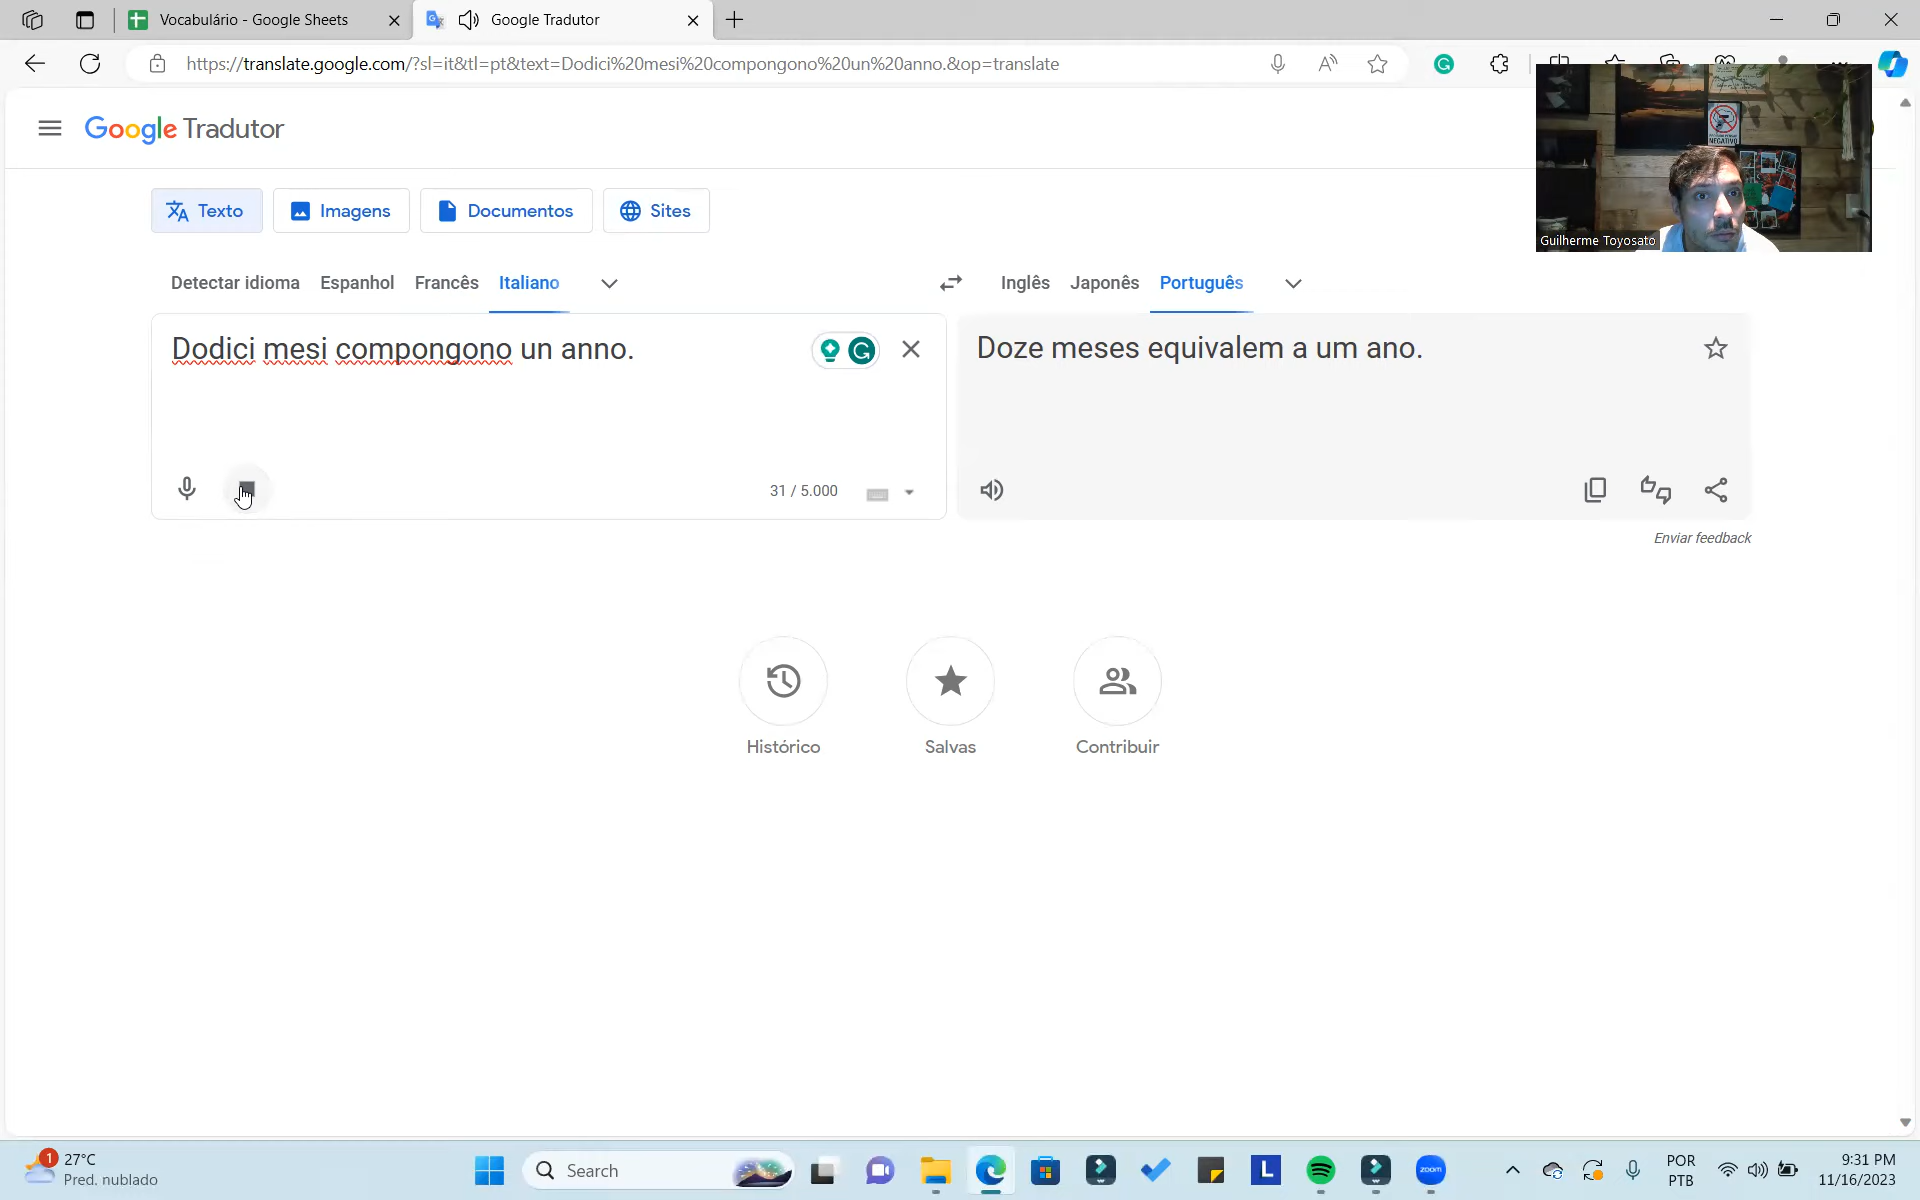 Vocabulário - Google Sheets
Google Tradutor
https://translate.google.com/?sl=it&tl=pt&text=Dodici%20mesi%20compongono%20un%20anno.&op=translate
Google Tradutor
NEGATIVO
Guilherme Toyosato
Texto
Imagens
Documentos
Sites
Detectar idioma Espanhol Francês Italiano
Inglês Japonês Português
Dodici mesi compongono un anno.
Doze meses equivalem a um ano.
31 / 5.000
Enviar feedback
Histórico
Salvas
Contribuir
1
27°C
Pred. nublado
Search
L
zoom
POR
PTB
9:31 PM
11/16/2023